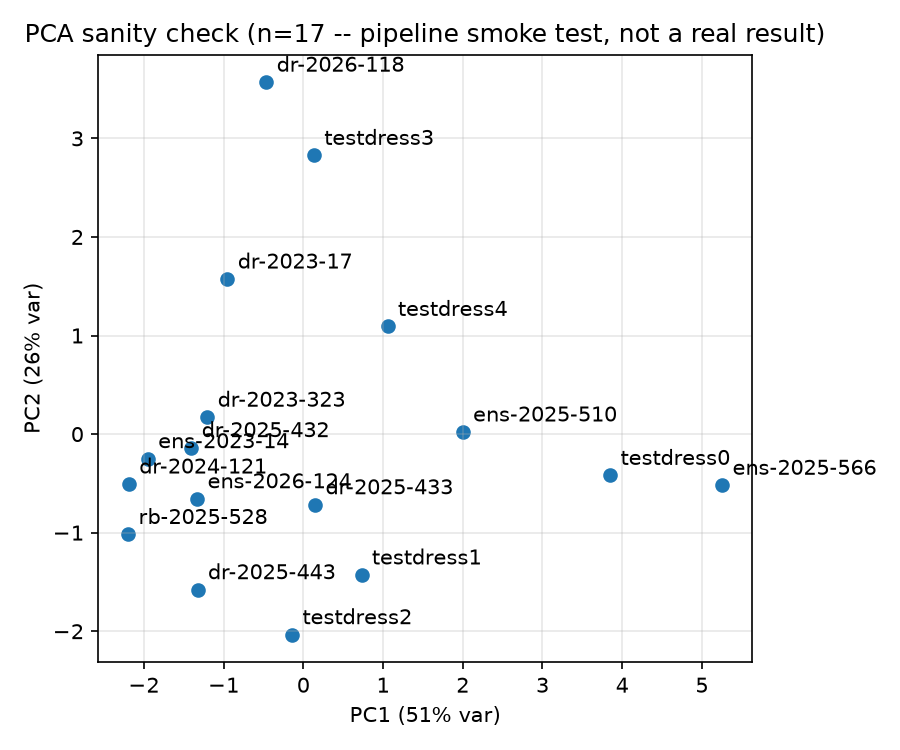 PCA sanity check (n=17 -- pipeline smoke test, not a real result)
dr-2026-118
testdress3
dr-2023-17
testdress4
dr-2023-323
ens-2025-510
dr-2025-432
ens-2023-14
testdress0
ens-2025-566
dr-2024-121
ens-2026-124
dr-2025-433
rb-2025-528
testdress1
dr-2025-443
testdress2
3
2
1
0
−1
−2
PC2 (26% var)
−2
−1
0
1
2
3
4
5
PC1 (51% var)